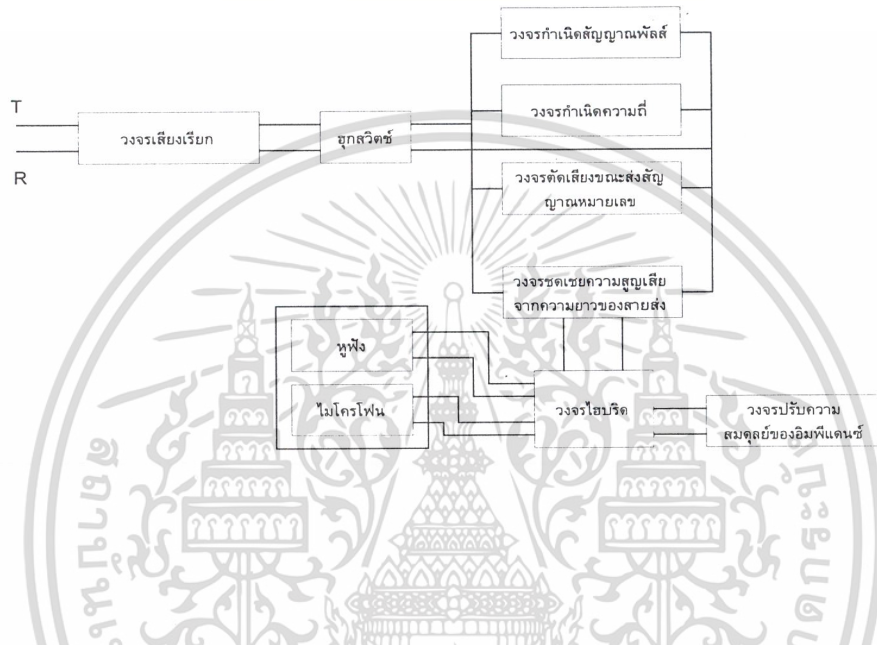 วงจรกำเนิดสัญญาณพัลส์
T
วงจรกำเนิดความถี่
วงจรเสียงเรียก
ฮุกสวิตช์
R
วงจรตัดเสียงขณะส่งสัญ
ญาณหมายเลข
วงจรชดเชยความสูญเสีย
จากความยาวของสายส่ง
หูฟัง
ไมโครโฟน
วงจรไฮบริด
วงจรปรับความ
สมดุลย์ของอิมพีแดนซ์